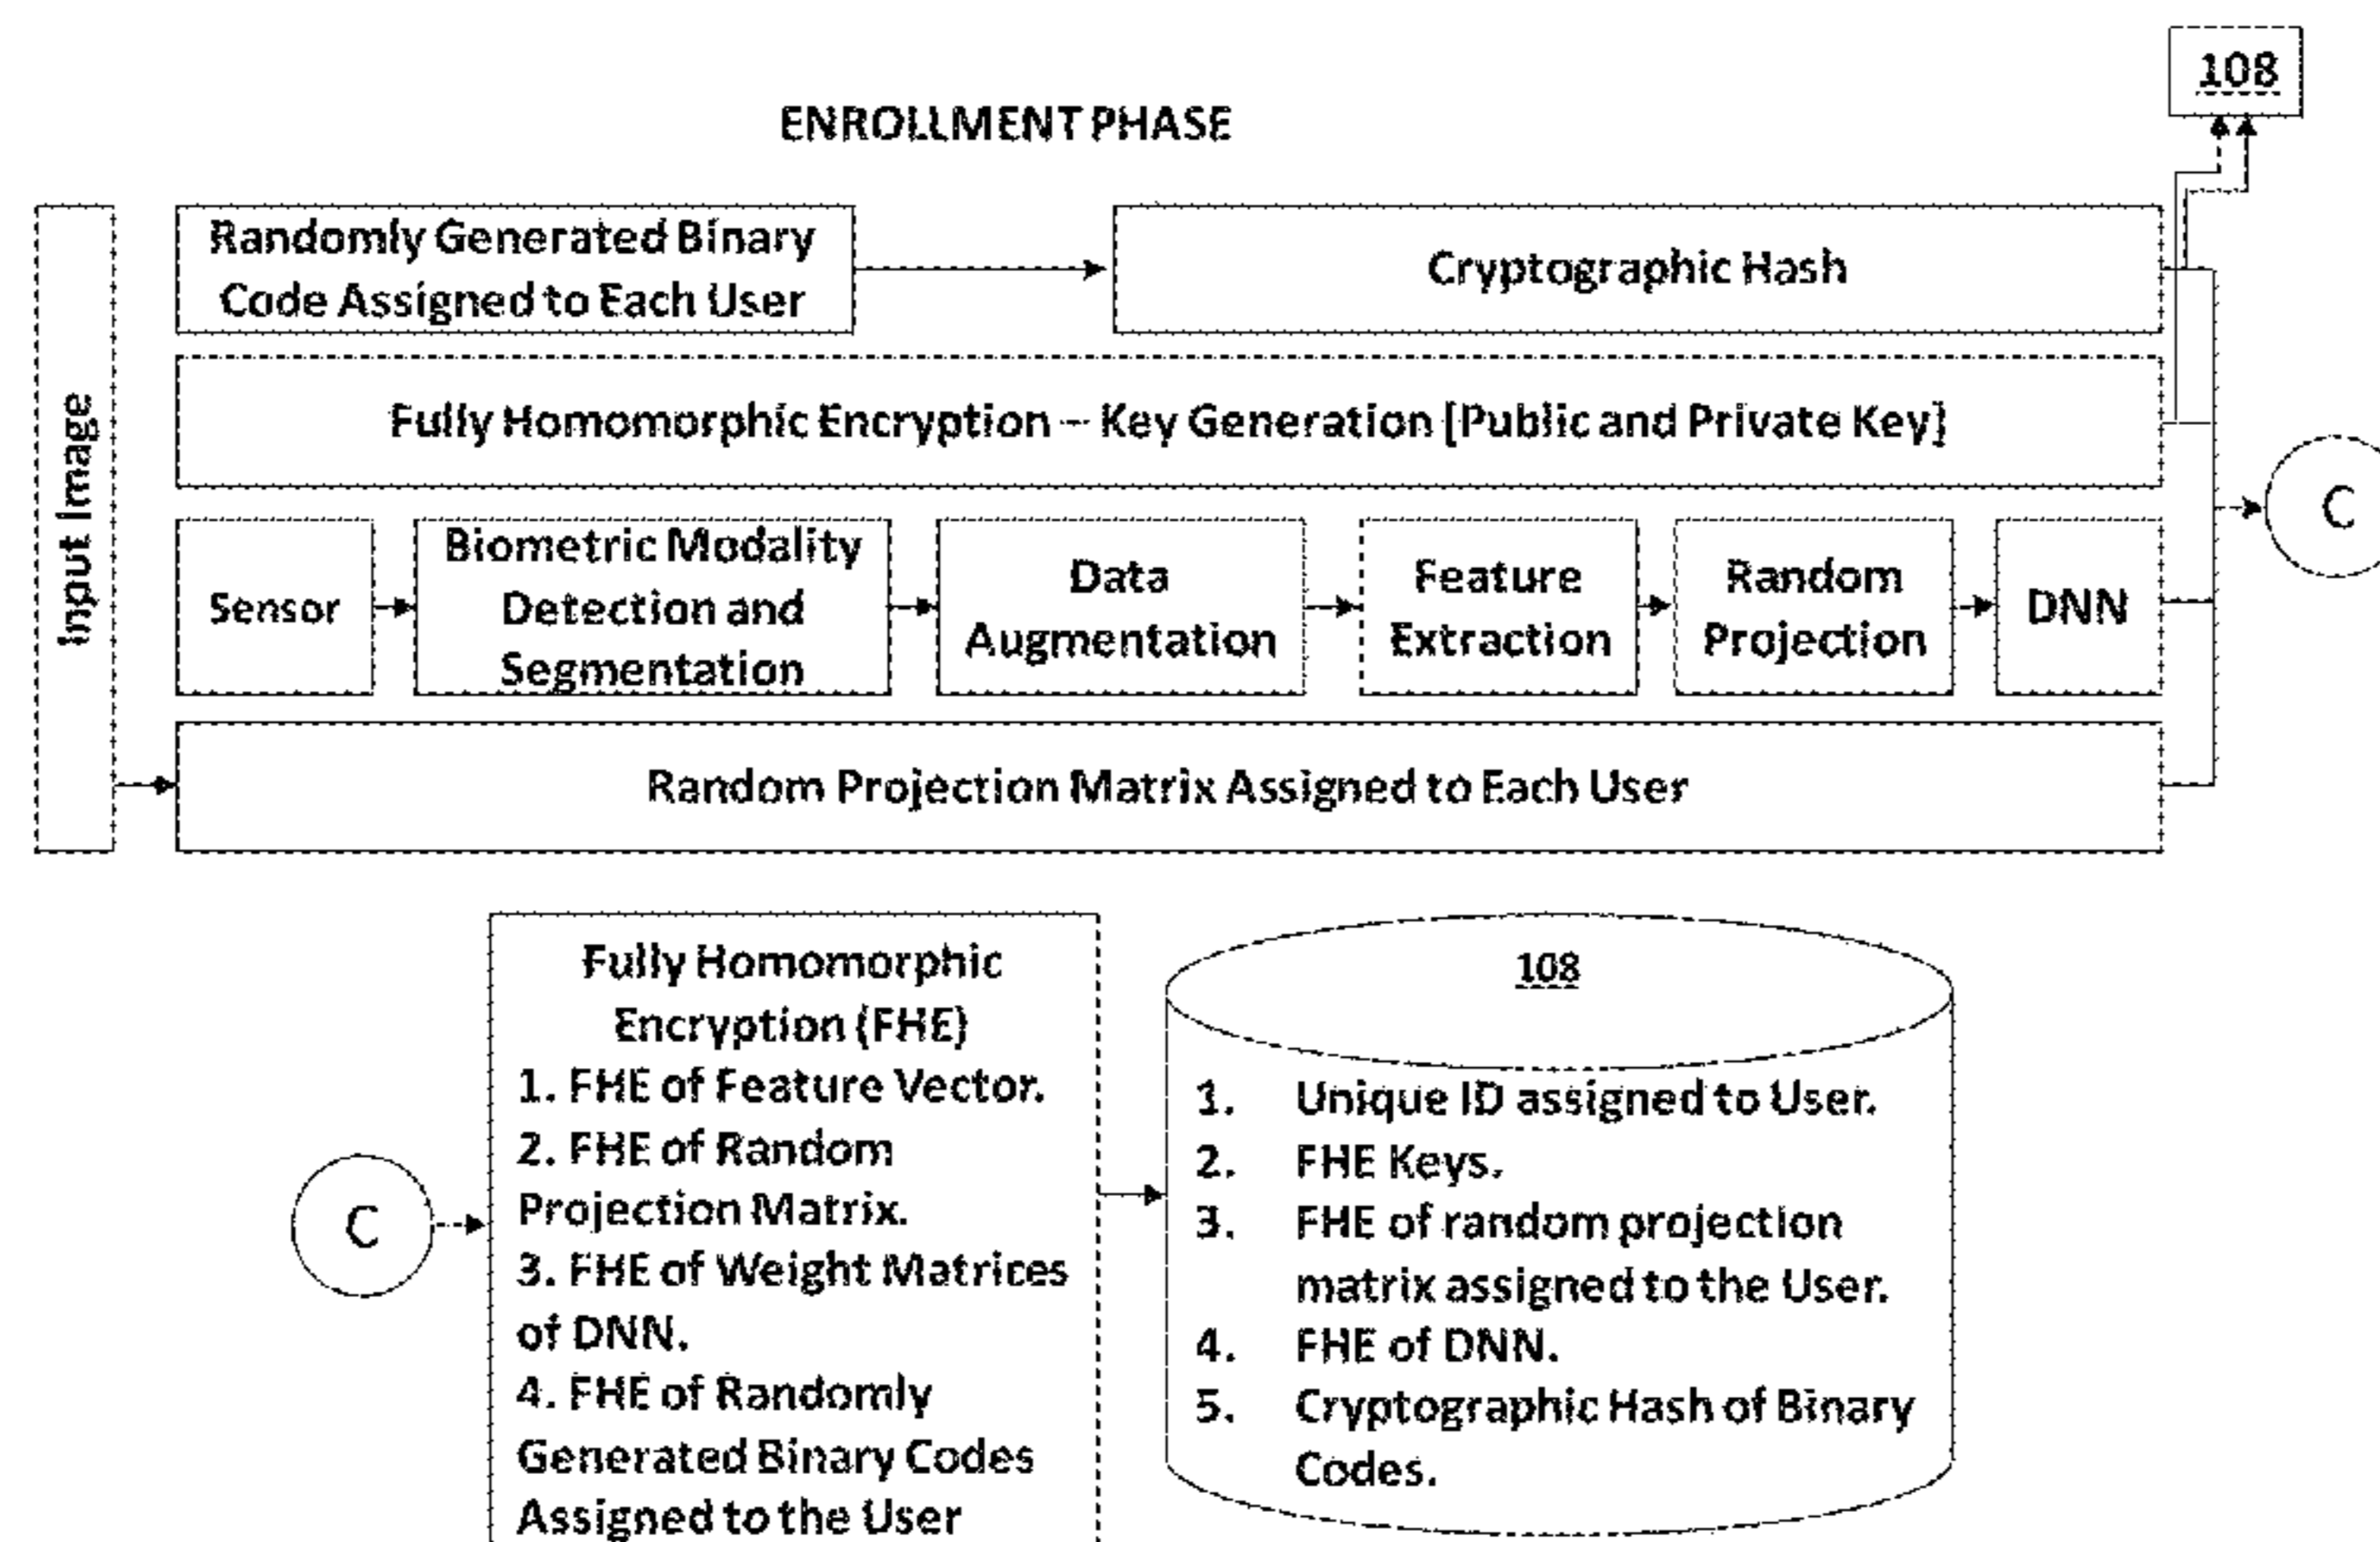 108
ENROLLMENT PHASE
Input Image
Randomly Generated Binary
Code Assigned to Each User
Cryptographic Hash
Fully Homomorphic Encryption -- Key Generation [Public and Private Key]
C
Sensor
Biometric Modality
Detection and
Segmentation
Data
Augmentation
Feature
Extraction
Random
Projection
DNN
Random Projection Matrix Assigned to Each User
C
Fully Homomorphic
Encryption (FHE)
1. FHE of Feature Vector.
2. FHE of Random
Projection Matrix.
3. FHE of Weight Matrices
of DNN.
4. FHE of Randomly
Generated Binary Codes
Assigned to the User
108
1. Unique ID assigned to User.
2. FHE Keys.
3. FHE of random projection
matrix assigned to the User.
4. FHE of DNN.
5. Cryptographic Hash of Binary
Codes.